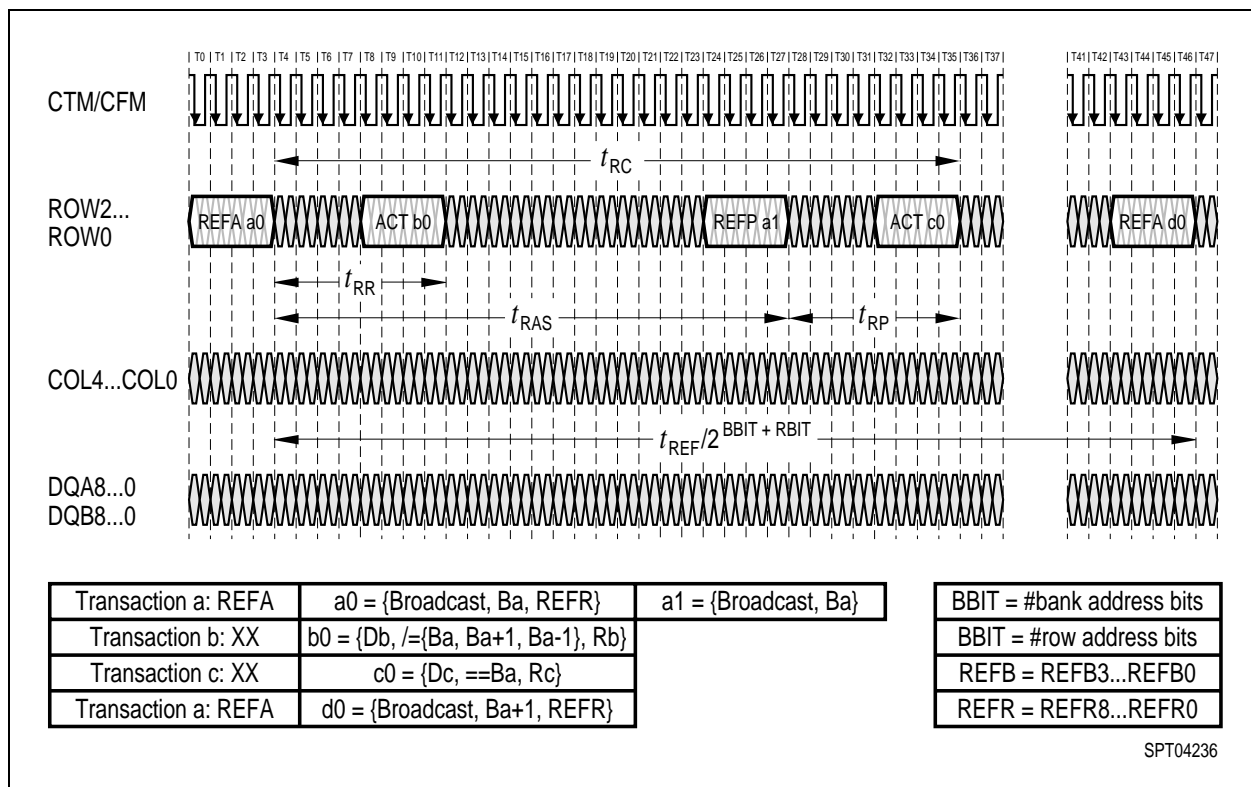 T0 T1 T2 T3 T4 T5 T6 T7 T8 T9 T10 T11 T12 T13 T14 T15 T16 T17 T18 T19 T20 T21 T22 T23 T24 T25 T26 T27 T28 T29 T30 T31 T32 T33 T34 T35 T36 T37 T41 T42 T43 T44 T45 T46 T47
CTM/CFM
tRC
ROW2...
ROW0
REFA a0 ACT b0 REFP a1 ACT c0 REFA d0
tRR
tRAS tRP
COL4...COL0
tREF/2BBIT + RBIT
DQA8...0
DQB8...0
Transaction a: REFA a0 = {Broadcast, Ba, REFR} a1 = {Broadcast, Ba} BBIT = #bank address bits
Transaction b: XX b0 = {Db, /={Ba, Ba+1, Ba-1}, Rb} BBIT = #row address bits
Transaction c: XX c0 = {Dc, ==Ba, Rc} REFB = REFB3...REFB0
Transaction a: REFA d0 = {Broadcast, Ba+1, REFR} REFR = REFR8...REFR0
SPT04236